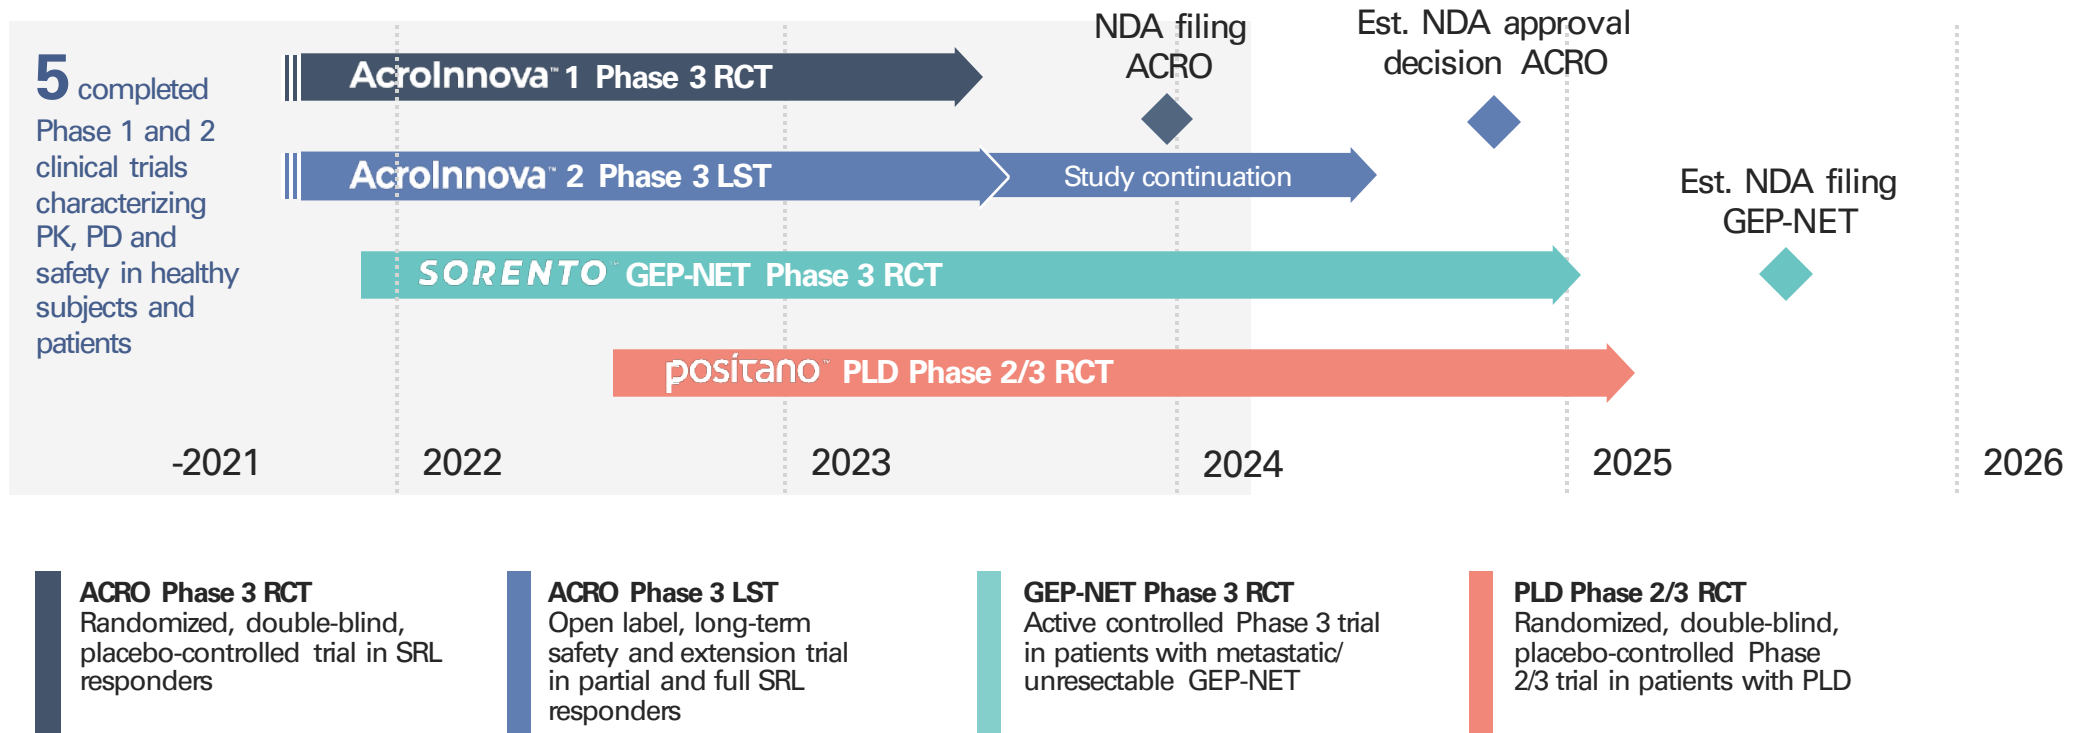 5 completed
Phase 1 and 2
clinical trials
characterizing
PK, PD and
safety in healthy
subjects and
patients
AcroInnova™ 1 Phase 3 RCT
NDA filing
ACRO
Est. NDA approval
decision ACRO
AcroInnova™ 2 Phase 3 LST
Study continuation
Est. NDA filing
GEP-NET
SORENTO™ GEP-NET Phase 3 RCT
positano™ PLD Phase 2/3 RCT
-2021
2022
2023
2024
2025
2026
ACRO Phase 3 RCT
Randomized, double-blind,
placebo-controlled trial in SRL
responders
ACRO Phase 3 LST
Open label, long-term
safety and extension trial
in partial and full SRL
responders
GEP-NET Phase 3 RCT
Active controlled Phase 3 trial
in patients with metastatic/
unresectable GEP-NET
PLD Phase 2/3 RCT
Randomized, double-blind,
placebo-controlled Phase
2/3 trial in patients with PLD